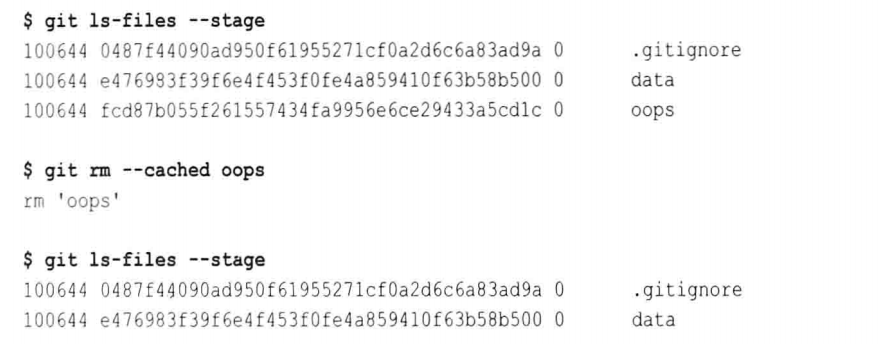 $ git ls-files --stage
100644 0487f44090ad950f61955271cf0a2d6c6a83ad9a 0 .gitignore
100644 e476983f39f6e4f453f0fe4a859410f63b58b500 0 data
100644 fcd87b055f261557434fa9956e6ce29433a5cd1c 0 oops
$ git rm --cached oops
rm 'oops'
$ git ls-files --stage
100644 0487f44090ad950f61955271cf0a2d6c6a83ad9a 0 .gitignore
100644 e476983f39f6e4f453f0fe4a859410f63b58b500 0 data